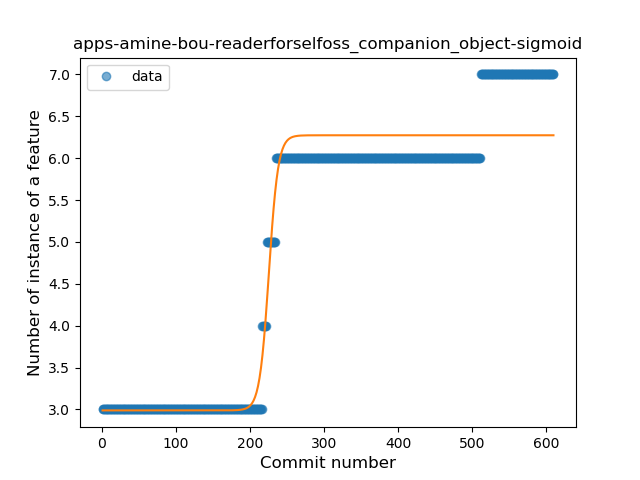 apps-amine-bou-readerforselfoss_companion_object-sigmoid
data
Number of instance of a feature
7.0
6.5
6.0
5.5
5.0
4.5
4.0
3.5
3.0
0 100 200 300 400 500 600
Commit number